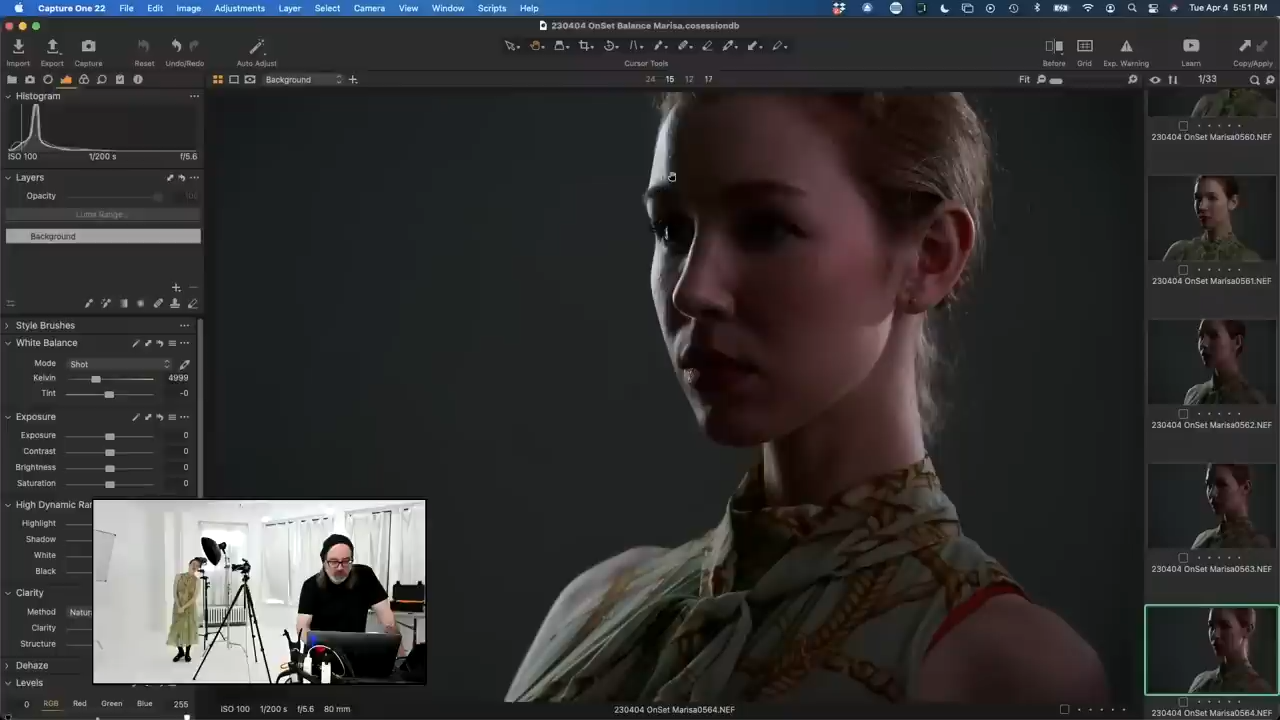 Capture One 22 File Edit Image Adjustments Layer Select Camera View Window Scripts Help Tue Apr 4 5:51 PM
230404 OnSet Balance Marisa.cosessiondb
Import Export Capture Reset Undo/Redo Auto Adjust Cursor Tools Before Grid Exp. Warning Learn Copy/Apply
Background 24 15 12 17 Fit 1/33
Histogram
ISO 100 1/200 s f/5.6
Layers
Opacity 100
Luma Range...
Background
Style Brushes
White Balance
Mode Shot
Kelvin 4999
Tint -0
Exposure
Exposure 0
Contrast 0
Brightness 0
Saturation 0
High Dynamic Ran
Highlight
Shadow
White
Black
Clarity
Method Natur
Clarity
Structure
Dehaze
Levels
0 RGB Red Green Blue 255
ISO 100 1/200 s f/5.6 80 mm
230404 OnSet Marisa0564.NEF
230404 OnSet Marisa0560.NEF
230404 OnSet Marisa0561.NEF
230404 OnSet Marisa0562.NEF
230404 OnSet Marisa0563.NEF
230404 OnSet Marisa0564.NEF